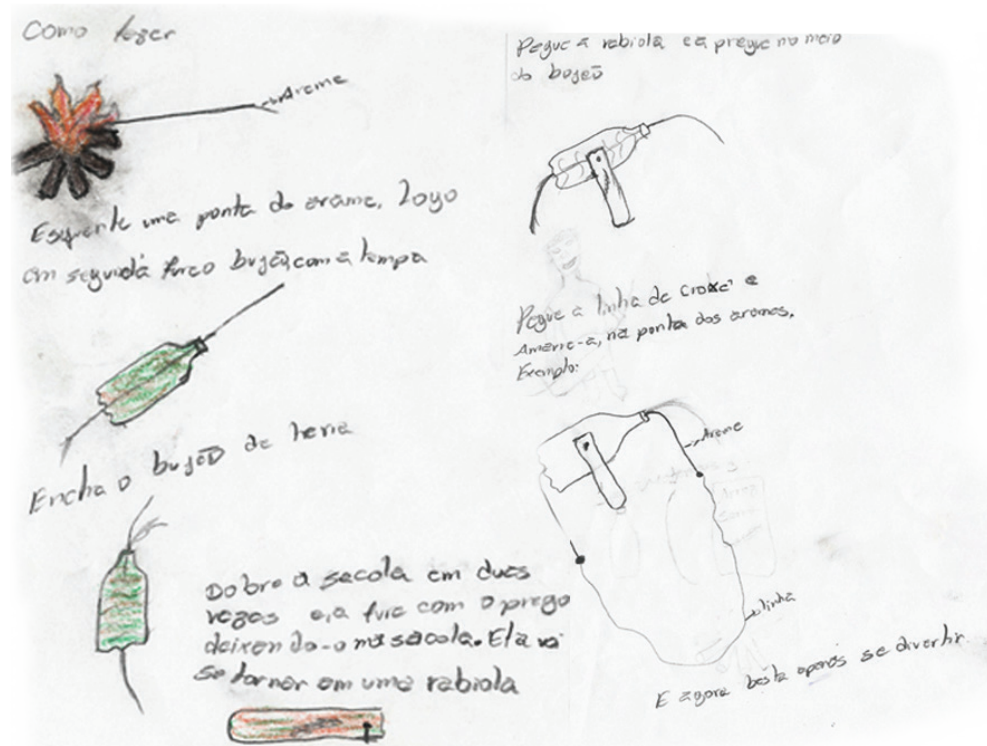 Como fazer
Arame
Esquente uma ponta do arame, Logo
em seguida furo bujão com a tampa
Encha o bujão de
Dobre a sacola em duas
vezes e a fure com o prego
deixando-o na sacola. Ela vai
se tornar em uma rabiola
Pegue a rabiola e a pregue no meio
do bujão
Pegue a linha de croxê e
Amarre-a, na ponta dos arames.
Exemplo:
Arame
linha
E agora basta apenas se divertir.